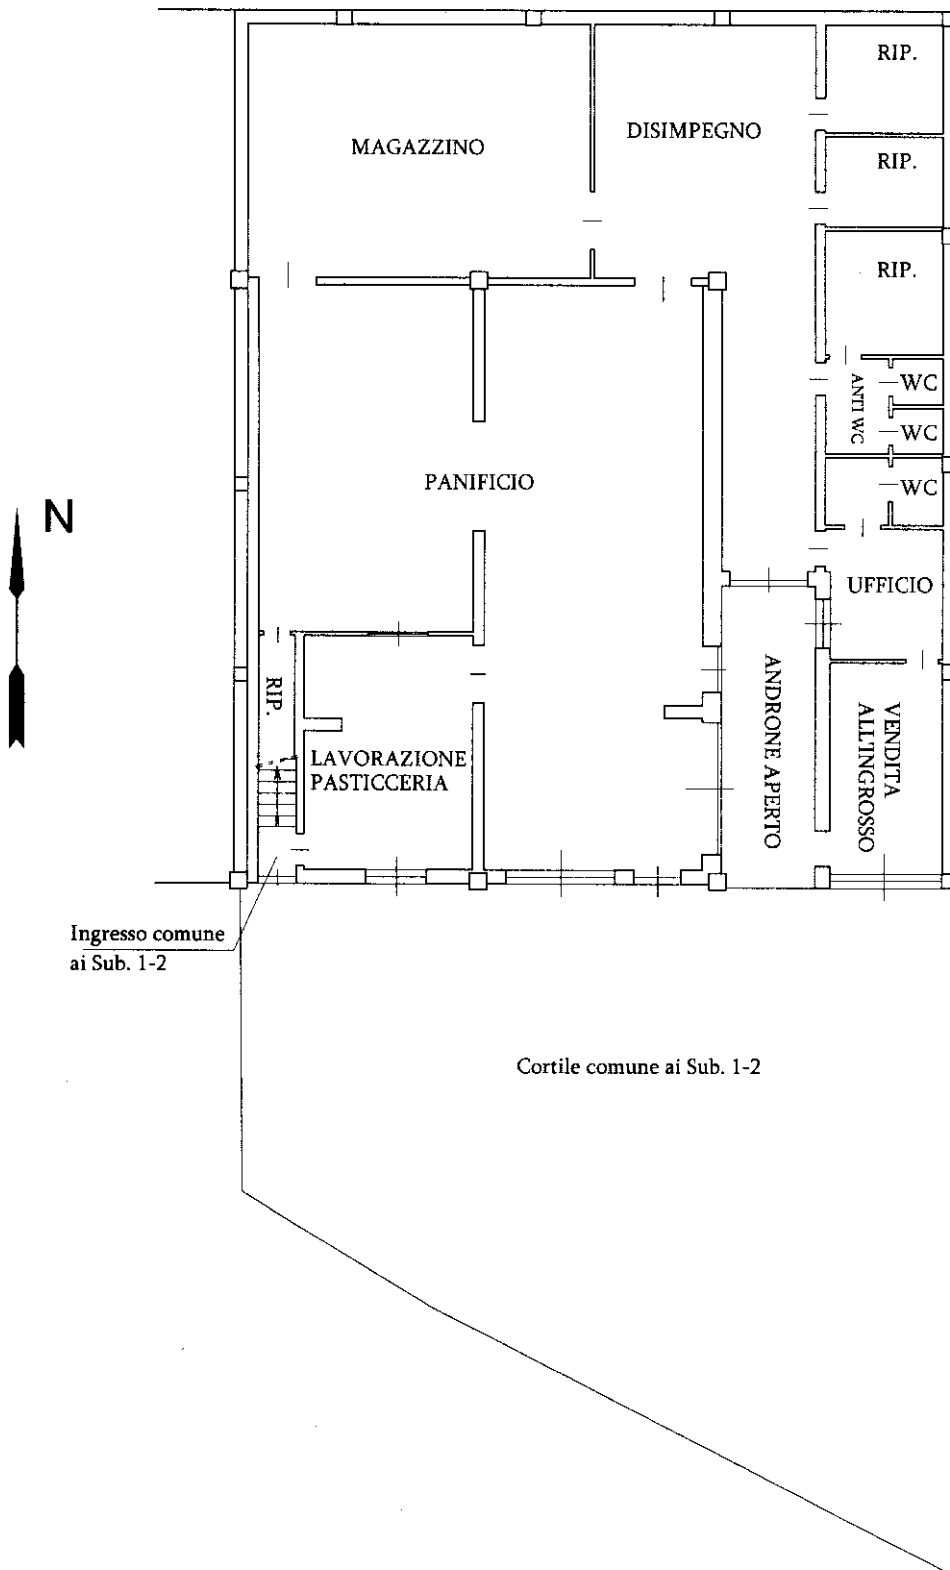 RIP.
DISIMPEGNO
MAGAZZINO
RIP.
RIP.
ANTI WC
WC
WC
WC
PANIFICIO
N
UFFICIO
RIP.
ANDRONE APERTO
VENDITA
ALL'INGROSSO
LAVORAZIONE
PASTICCERIA
Ingresso comune
ai Sub. 1-2
Cortile comune ai Sub. 1-2